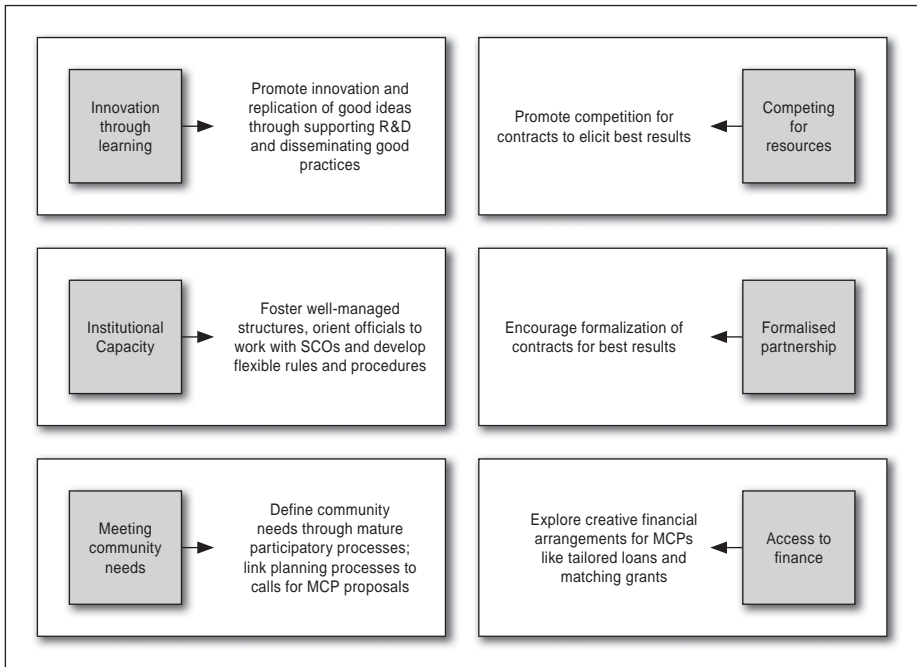 Innovation
through
learning
Promote innovation and
replication of good ideas
through supporting R&D
and disseminating good
practices
Promote competition for
contracts to elicit best results
Competing
for
resources
Institutional
Capacity
Foster well-managed
structures, orient officials to
work with SCOs and develop
flexible rules and procedures
Encourage formalization of
contracts for best results
Formalised
partnership
Meeting
community
needs
Define community
needs through mature
participatory processes;
link planning processes to
calls for MCP proposals
Explore creative financial
arrangements for MCPs
like tailored loans and
matching grants
Access to
finance